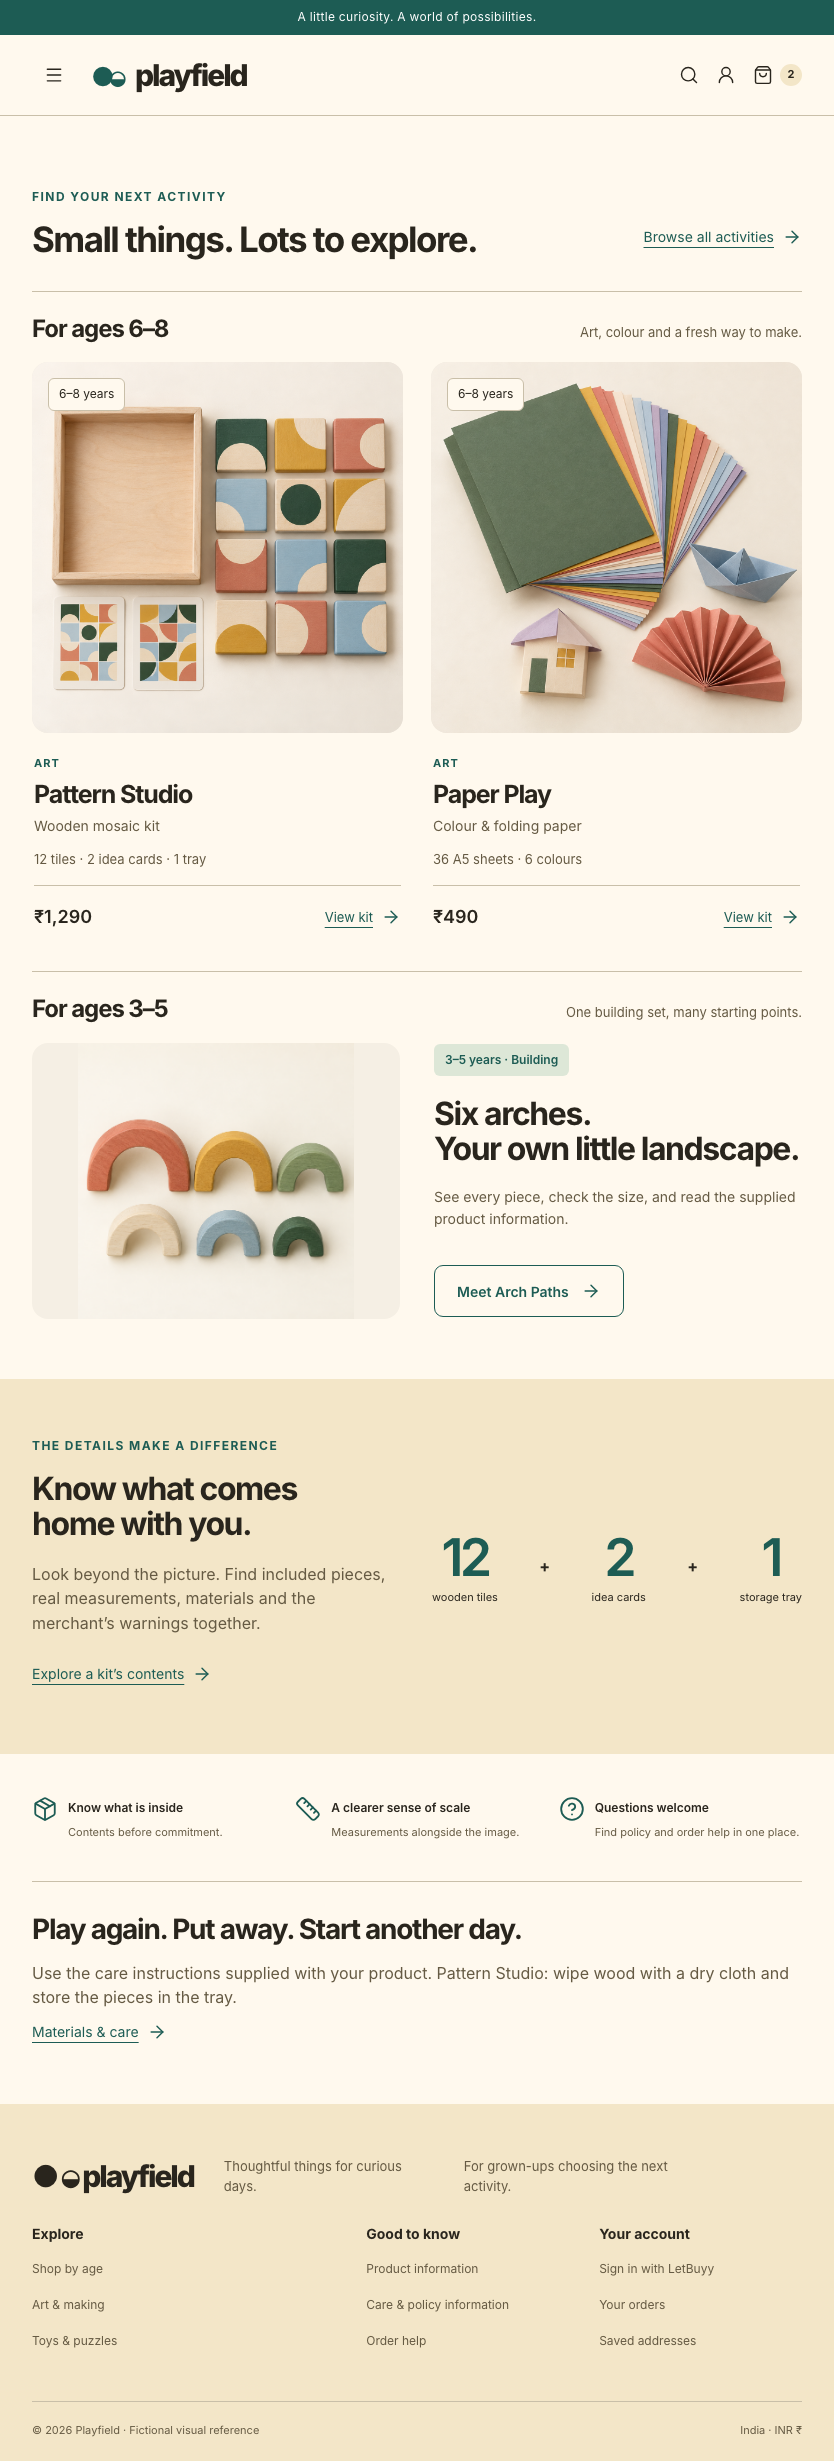 A little curiosity. A world of possibilities.
playfield
2
FIND YOUR NEXT ACTIVITY
Small things. Lots to explore.
Browse all activities
For ages 6–8
Art, colour and a fresh way to make.
6–8 years
6–8 years
ART
Pattern Studio
Wooden mosaic kit
12 tiles · 2 idea cards · 1 tray
₹1,290
View kit
ART
Paper Play
Colour & folding paper
36 A5 sheets · 6 colours
₹490
View kit
For ages 3–5
One building set, many starting points.
3–5 years · Building
Six arches.
Your own little landscape.
See every piece, check the size, and read the supplied
product information.
Meet Arch Paths
THE DETAILS MAKE A DIFFERENCE
Know what comes
home with you.
Look beyond the picture. Find included pieces,
real measurements, materials and the
merchant’s warnings together.
Explore a kit’s contents
12
wooden tiles
+
2
idea cards
+
1
storage tray
Know what is inside
Contents before commitment.
A clearer sense of scale
Measurements alongside the image.
Questions welcome
Find policy and order help in one place.
Play again. Put away. Start another day.
Use the care instructions supplied with your product. Pattern Studio: wipe wood with a dry cloth and
store the pieces in the tray.
Materials & care
playfield
Thoughtful things for curious
days.
For grown-ups choosing the next
activity.
Explore
Shop by age
Art & making
Toys & puzzles
Good to know
Product information
Care & policy information
Order help
Your account
Sign in with LetBuyy
Your orders
Saved addresses
© 2026 Playfield · Fictional visual reference
India · INR ₹